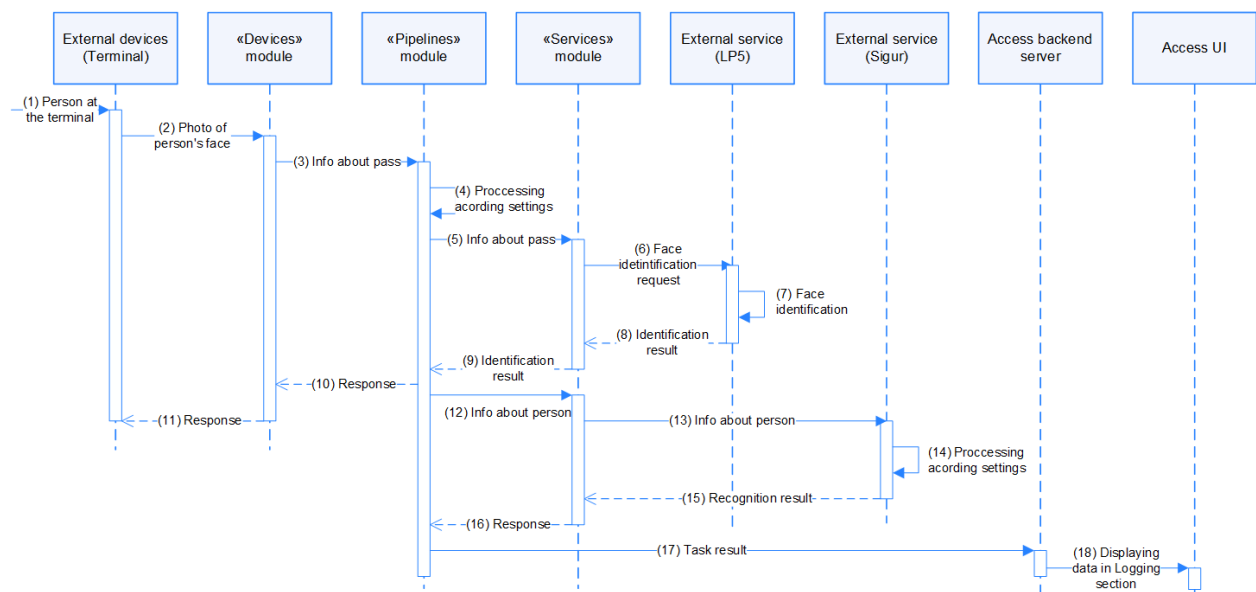 External devices
(Terminal)
«Devices»
module
«Pipelines»
module
«Services»
module
External service
(LP5)
External service
(Sigur)
Access backend
server
Access UI
(1) Person at
the terminal
(2) Photo of
person's face
(3) Info about pass
(4) Proccessing
acording settings
(5) Info about pass
(6) Face
idetintification
request
(7) Face
identification
(8) Identification
result
(9) Identification
result
(10) Response
(11) Response
(12) Info about person
(13) Info about person
(14) Proccessing
acording settings
(15) Recognition result
(16) Response
(17) Task result
(18) Displaying
data in Logging
section